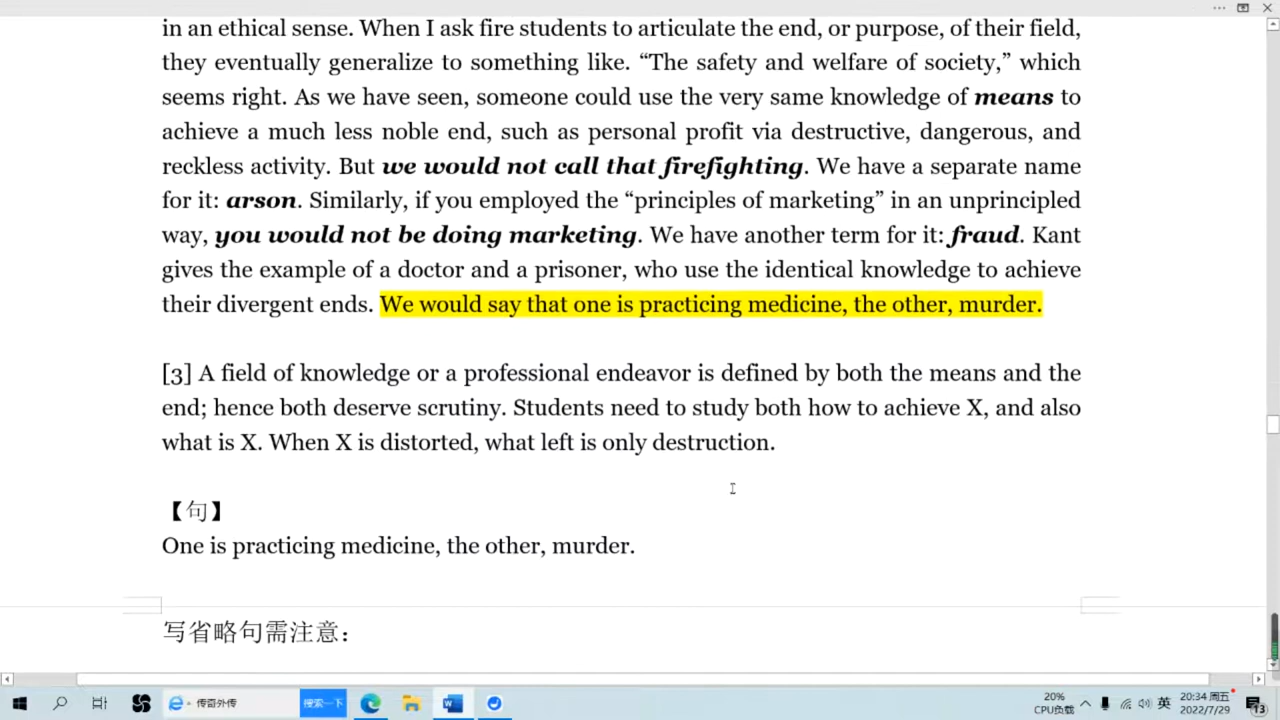 in an ethical sense. When I ask fire students to articulate the end, or purpose, of their field,
they eventually generalize to something like. “The safety and welfare of society,” which
seems right. As we have seen, someone could use the very same knowledge of means to
achieve a much less noble end, such as personal profit via destructive, dangerous, and
reckless activity. But we would not call that firefighting. We have a separate name
for it: arson. Similarly, if you employed the “principles of marketing” in an unprincipled
way, you would not be doing marketing. We have another term for it: fraud. Kant
gives the example of a doctor and a prisoner, who use the identical knowledge to achieve
their divergent ends. We would say that one is practicing medicine, the other, murder.
[3] A field of knowledge or a professional endeavor is defined by both the means and the
end; hence both deserve scrutiny. Students need to study both how to achieve X, and also
what is X. When X is distorted, what left is only destruction.
【句】
One is practicing medicine, the other, murder.
写省略句需注意：
传奇外传
搜索一下
20%
CPU负载
英
20:34 周五
2022/7/29
13